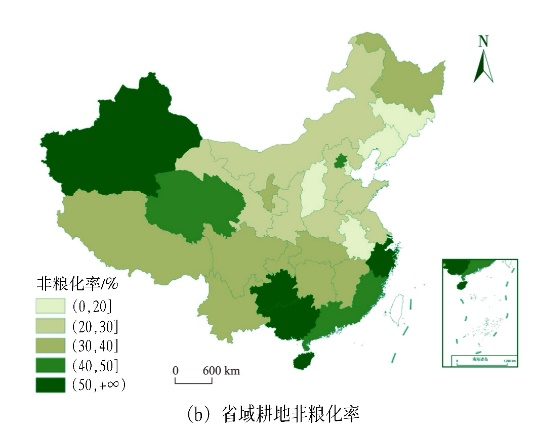 N
非粮化率/%
(0,20]
(20,30]
(30,40]
(40,50]
(50,+∞)
0 600 km
(b) 省域耕地非粮化率